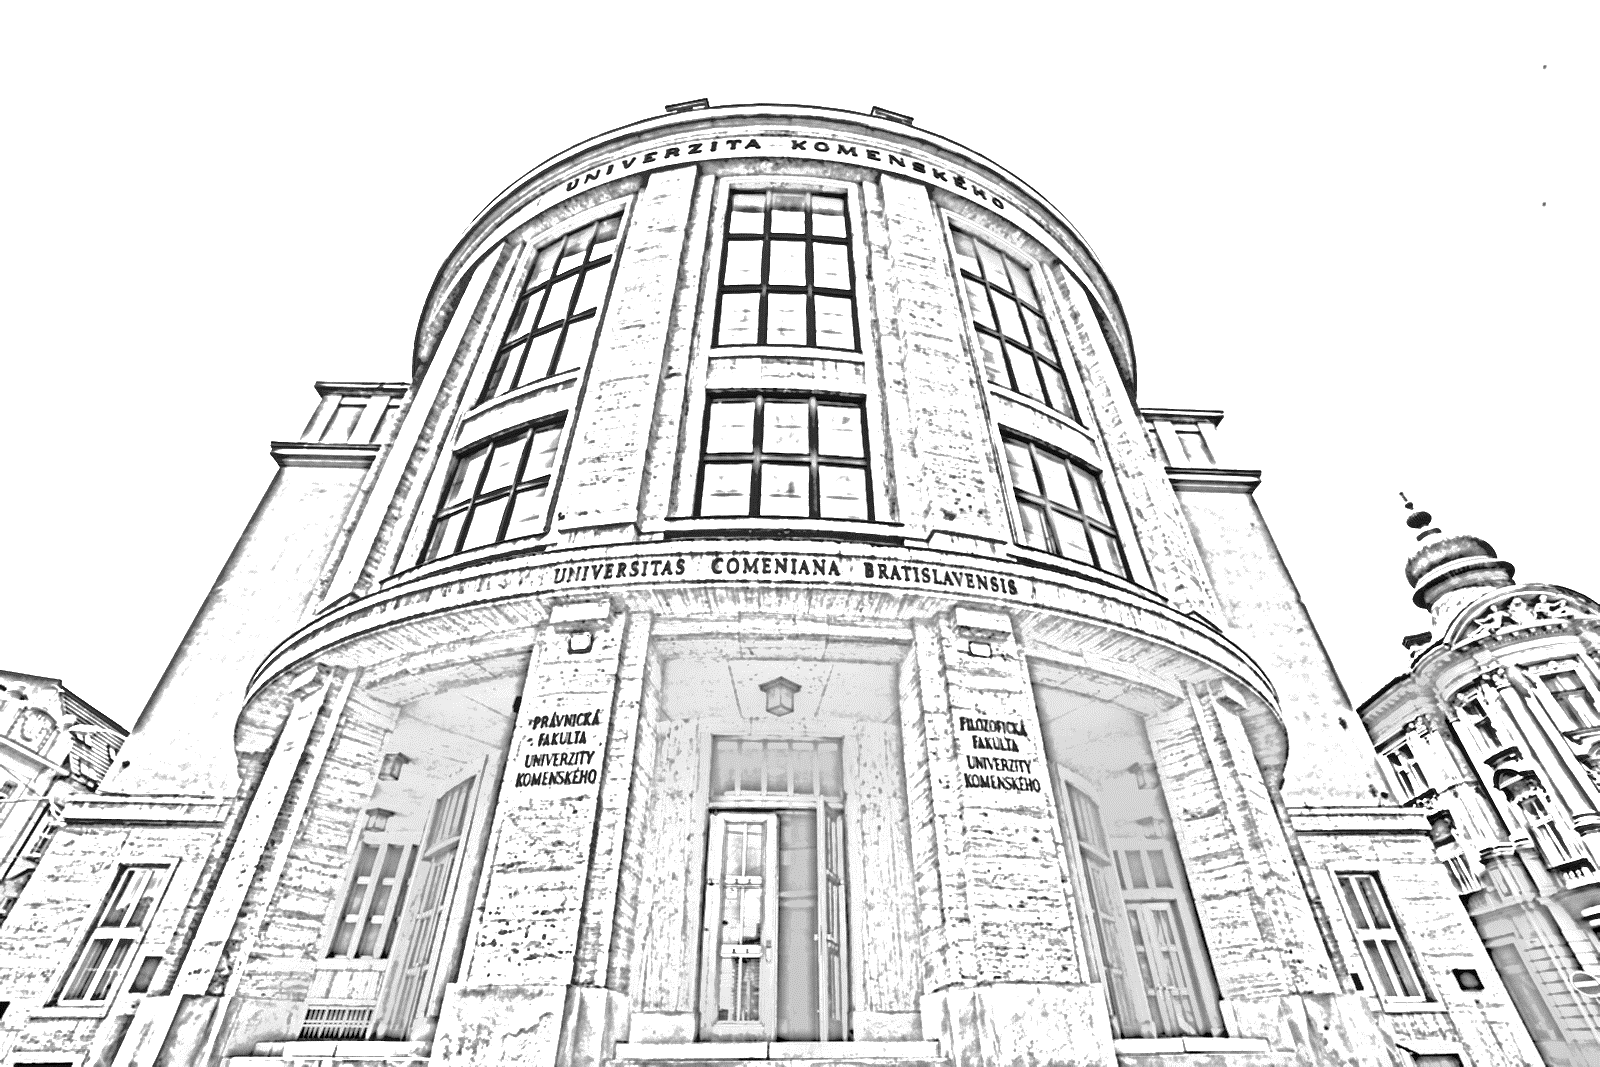 UNIVERZITA KOMENSKÉHO
UNIVERSITAS COMENIANA BRATISLAVENSIS
PRÁVNICKÁ
FAKULTA
UNIVERZITY
KOMENSKÉHO
FILOZOFICKÁ
FAKULTA
UNIVERZITY
KOMENSKÉHO